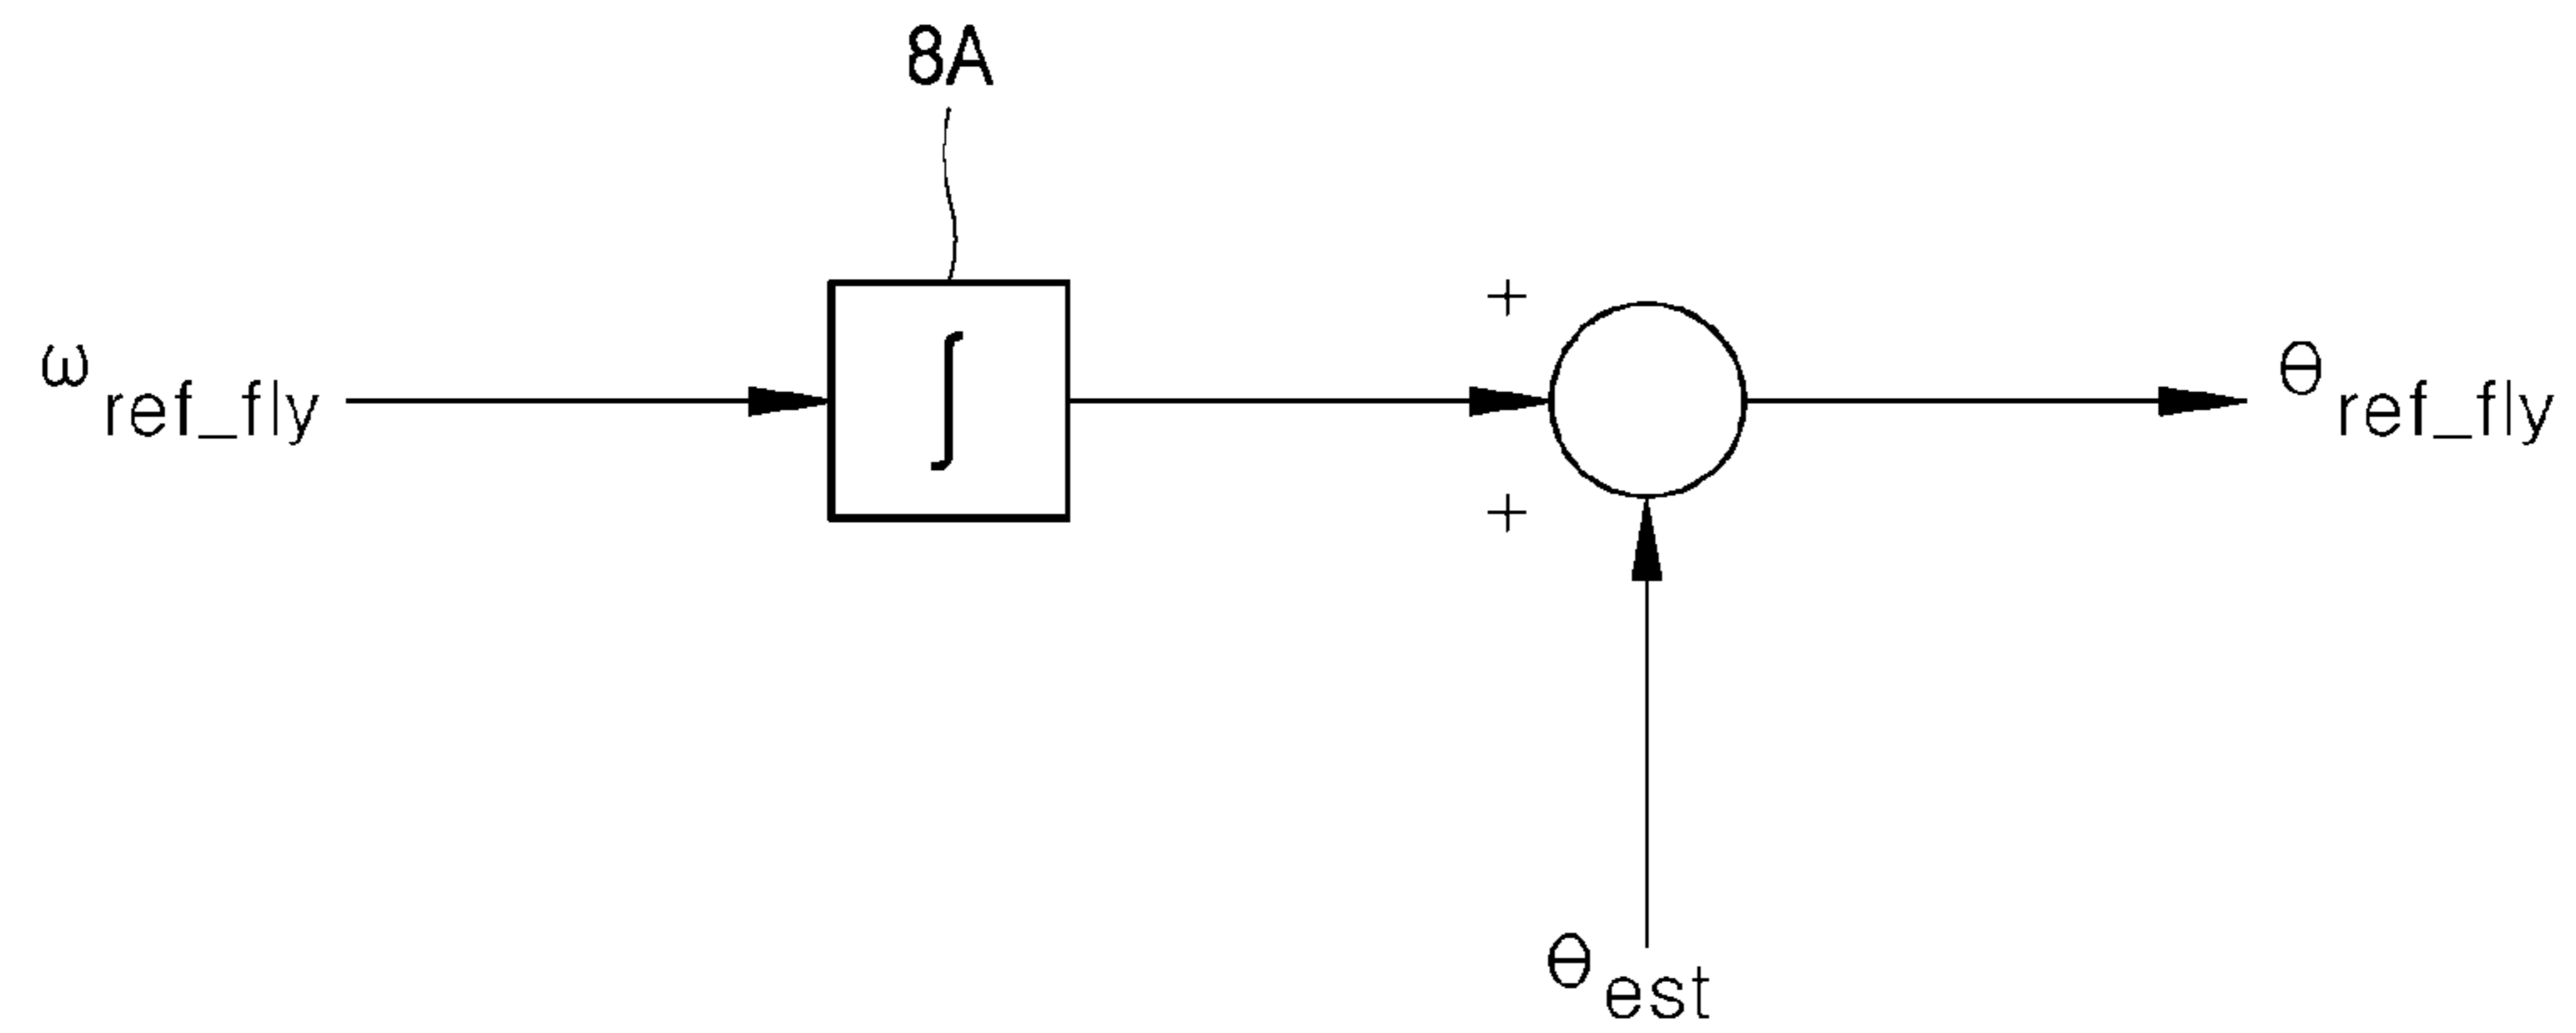 8A
ω ref_fly
∫
+
+
θ ref_fly
θ est